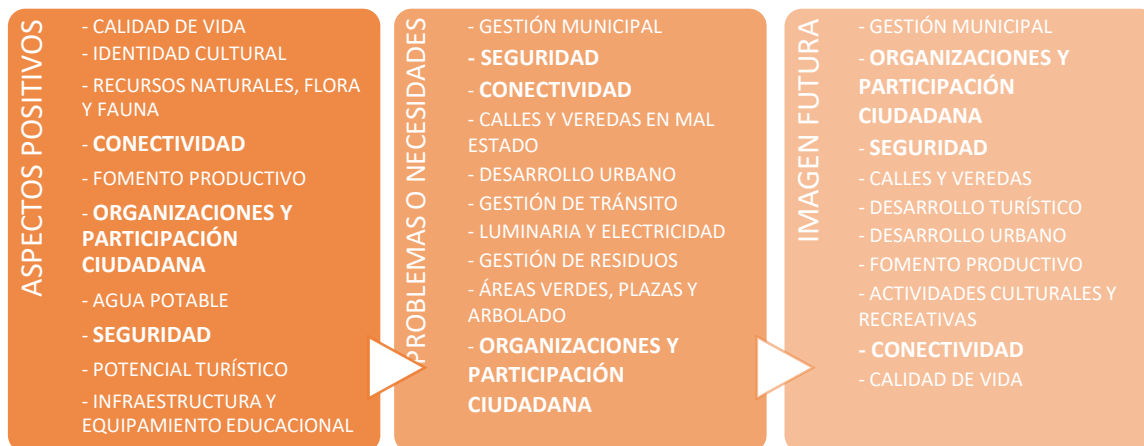 ASPECTOS POSITIVOS
- CALIDAD DE VIDA
- IDENTIDAD CULTURAL
- RECURSOS NATURALES, FLORA
Y FAUNA
- CONECTIVIDAD
- FOMENTO PRODUCTIVO
- ORGANIZACIONES Y
PARTICIPACIÓN
CIUDADANA
- AGUA POTABLE
- SEGURIDAD
- POTENCIAL TURÍSTICO
- INFRAESTRUCTURA Y
EQUIPAMIENTO EDUCACIONAL
PROBLEMAS O NECESIDADES
- GESTIÓN MUNICIPAL
- SEGURIDAD
- CONECTIVIDAD
- CALLES Y VEREDAS EN MAL
ESTADO
- DESARROLLO URBANO
- GESTIÓN DE TRÁNSITO
- LUMINARIA Y ELECTRICIDAD
- GESTIÓN DE RESIDUOS
- ÁREAS VERDES, PLAZAS Y
ARBOLADO
- ORGANIZACIONES Y
PARTICIPACIÓN
CIUDADANA
IMAGEN FUTURA
- GESTIÓN MUNICIPAL
- ORGANIZACIONES Y
PARTICIPACIÓN
CIUDADANA
- SEGURIDAD
- CALLES Y VEREDAS
- DESARROLLO TURÍSTICO
- DESARROLLO URBANO
- FOMENTO PRODUCTIVO
- ACTIVIDADES CULTURALES Y
RECREATIVAS
- CONECTIVIDAD
- CALIDAD DE VIDA